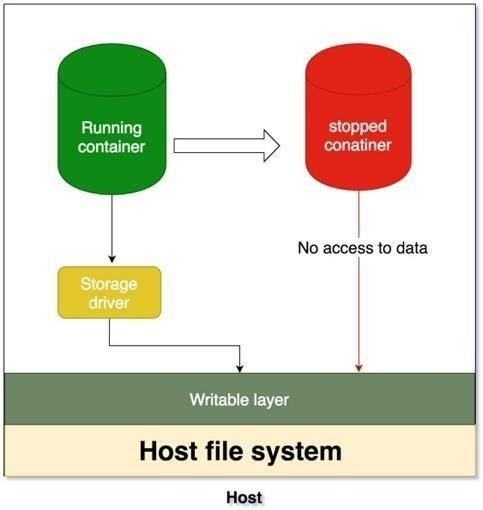 Running
container
stopped
conatiner
No access to data
Storage
driver
Writable layer
Host file system
Host